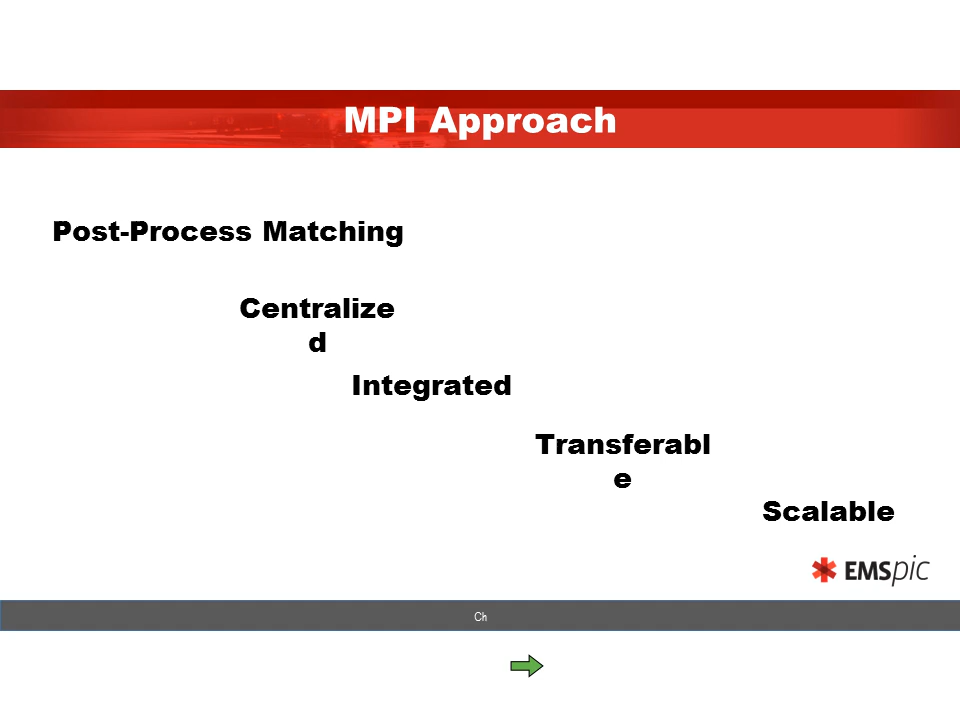 MPI Approach
Post-Process Matching
Centralize
d
Integrated
Transferabl
e
Scalable
EMSpic
Ch